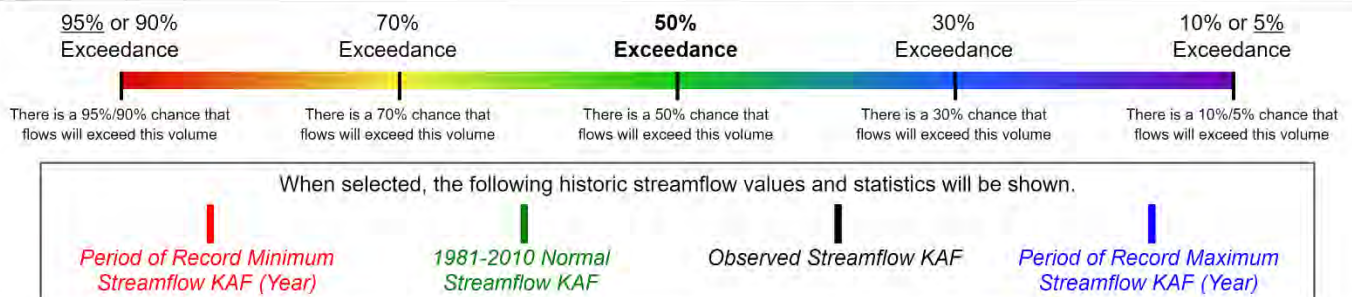 95% or 90%
Exceedance
70%
Exceedance
50%
Exceedance
30%
Exceedance
10% or 5%
Exceedance
There is a 95%/90% chance that
flows will exceed this volume
There is a 70% chance that
flows will exceed this volume
There is a 50% chance that
flows will exceed this volume
There is a 30% chance that
flows will exceed this volume
There is a 10%/5% chance that
flows will exceed this volume
When selected, the following historic streamflow values and statistics will be shown.
Period of Record Minimum
Streamflow KAF (Year)
1981-2010 Normal
Streamflow KAF
Observed Streamflow KAF
Period of Record Maximum
Streamflow KAF (Year)